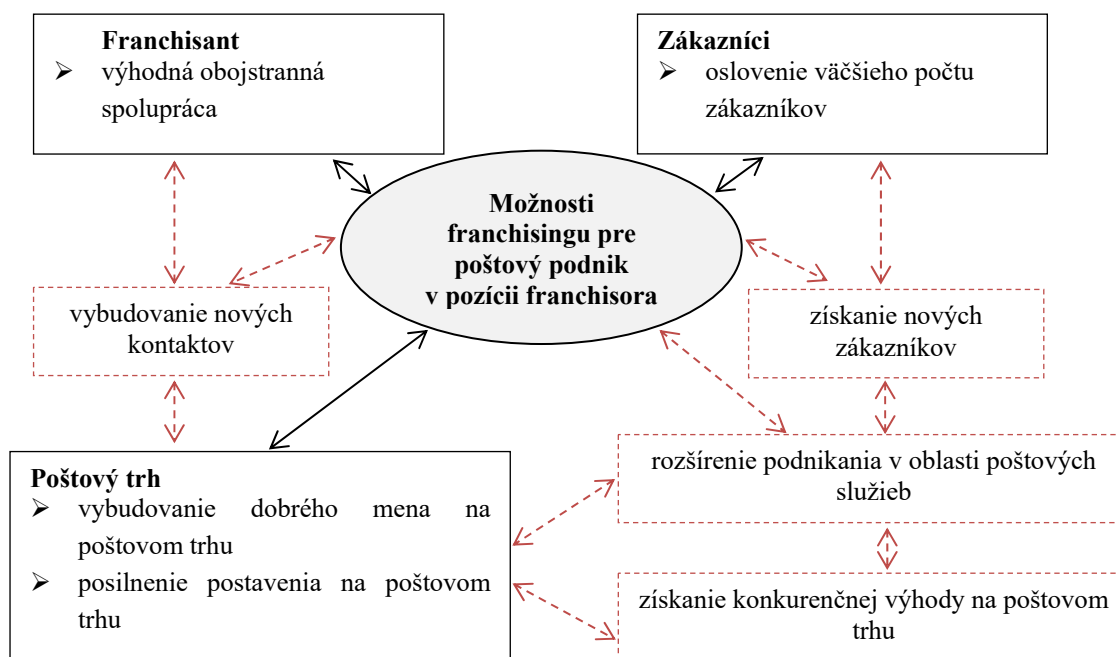 Franchisant
➢ výhodná obojstranná
spolupráca
Zákazníci
➢ oslovenie väčšieho počtu
zákazníkov
Možnosti
franchisingu pre
poštový podnik
v pozícii franchisora
vybudovanie nových
kontaktov
získanie nových
zákazníkov
Poštový trh
➢ vybudovanie dobrého mena na
poštovom trhu
➢ posilnenie postavenia na poštovom
trhu
rozšírenie podnikania v oblasti poštových
služieb
získanie konkurenčnej výhody na poštovom
trhu